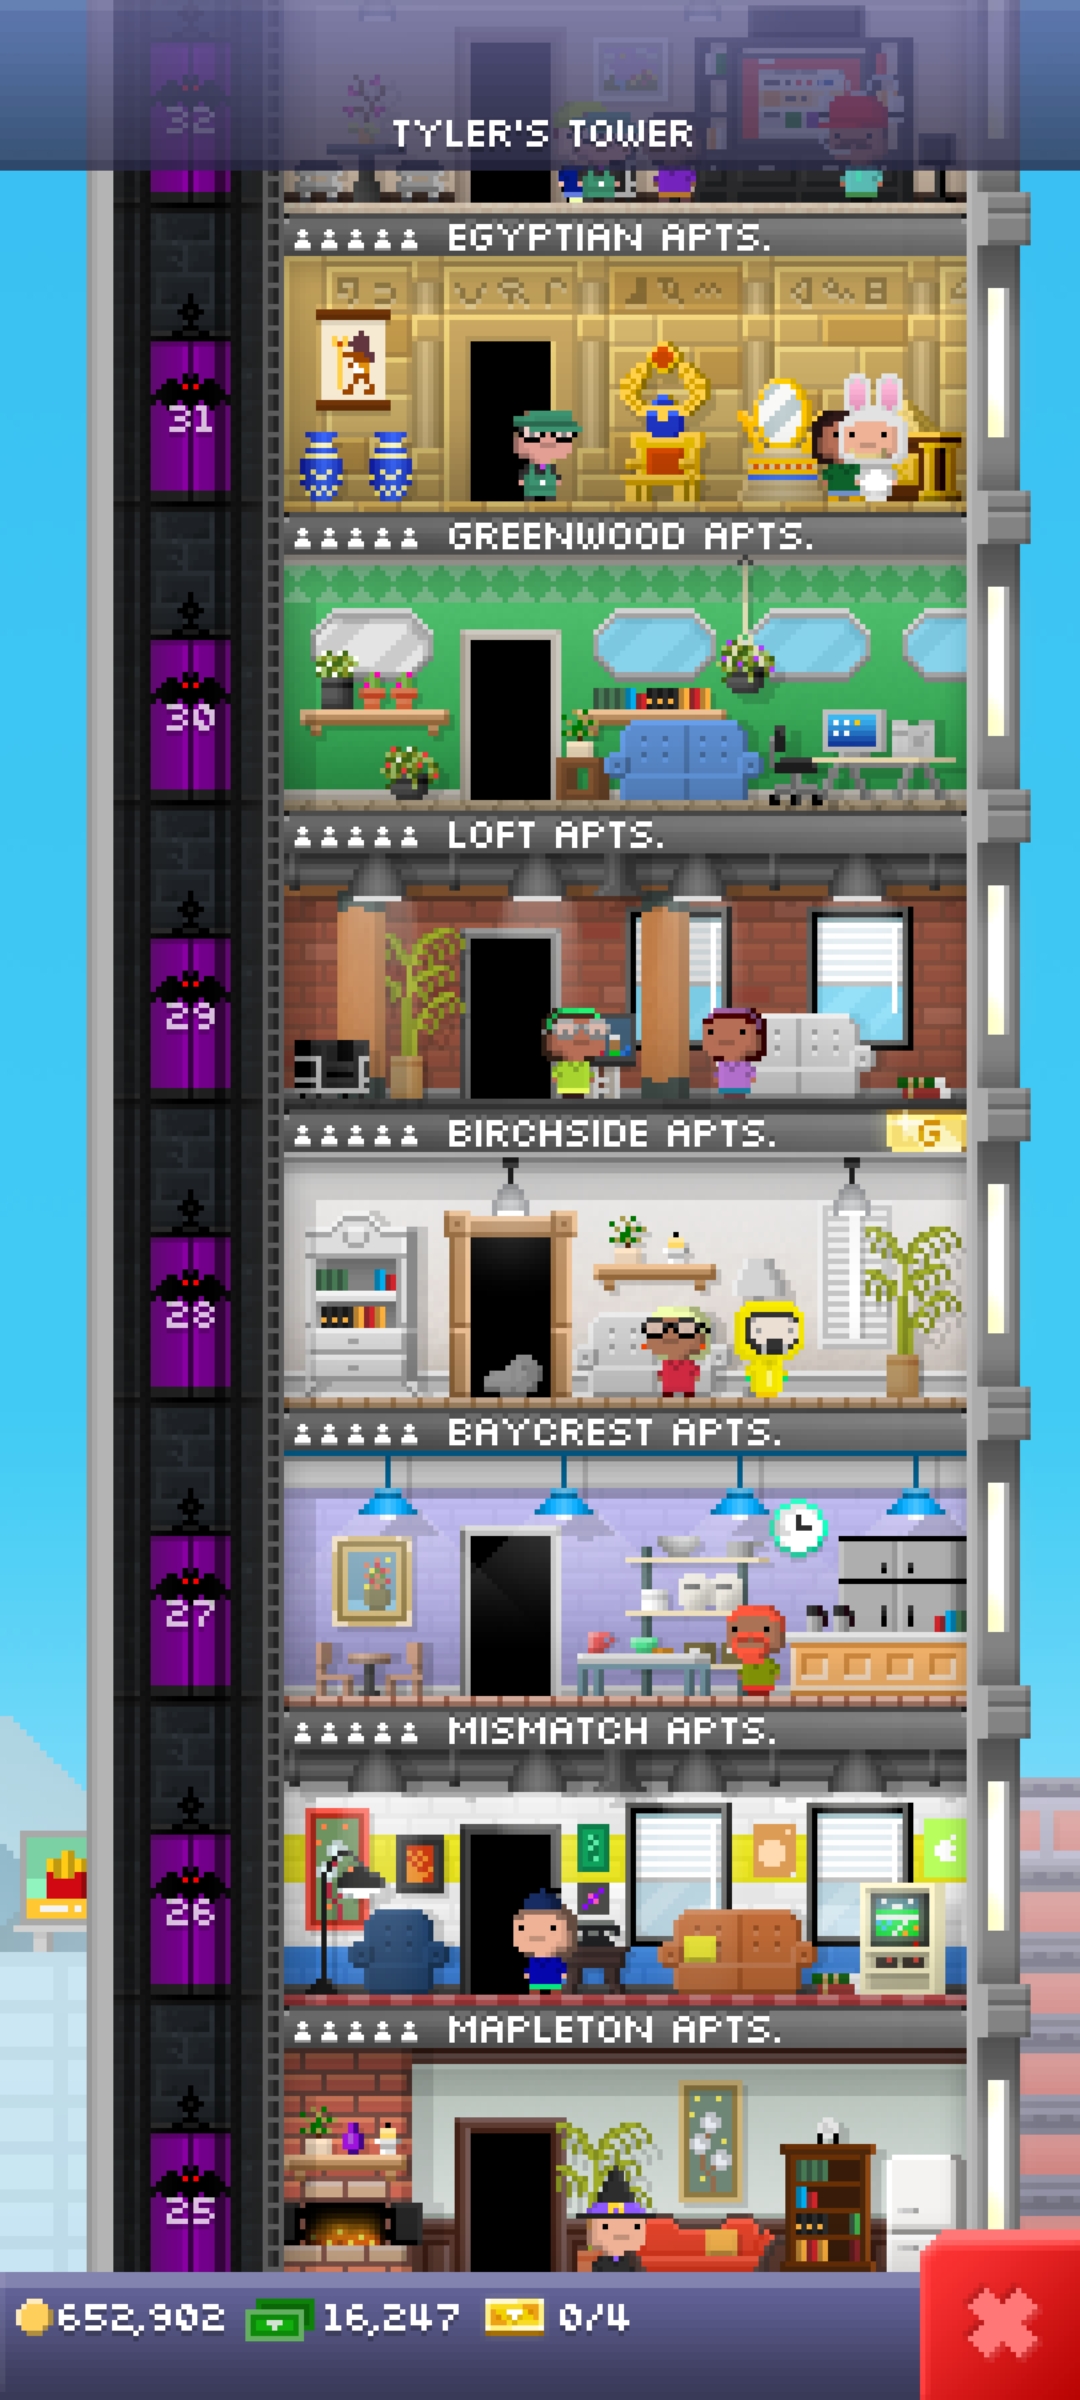 32
TYLER'S TOWER
EGYPTIAN APTS.
31
GREENWOOD APTS.
30
LOFT APTS.
29
BIRCHSIDE APTS. G
28
BAYCREST APTS.
27
MISMATCH APTS.
26
MAPLETON APTS.
25
652,902 16,247 0/4